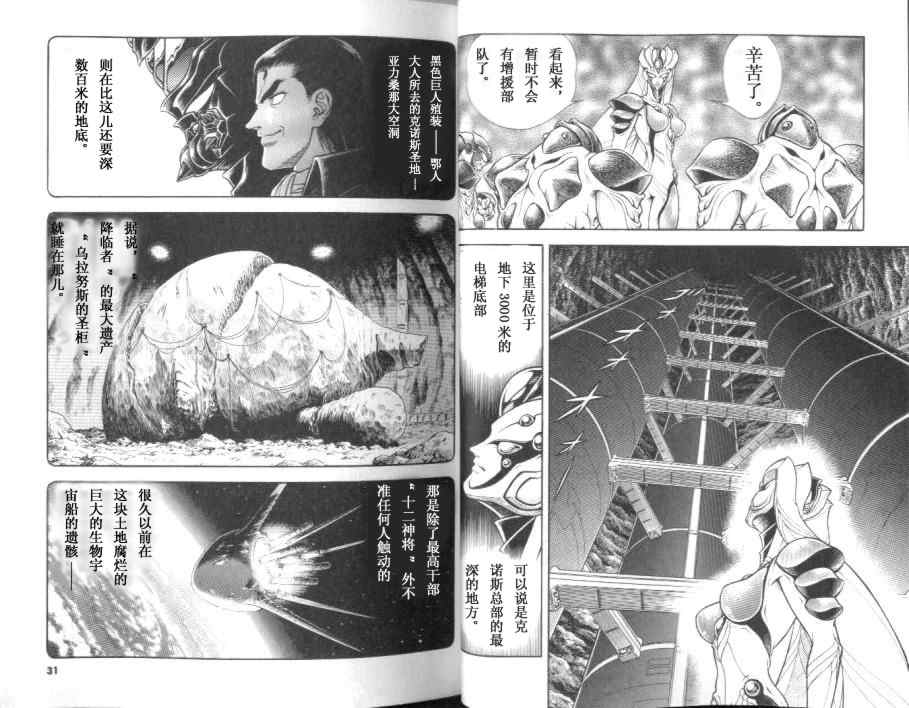 辛苦了。
看起来，
暂时不会
有增援部
队了。
这里是位于
地下 3000 米的
电梯底部
可以说是克
诺斯总部的最
深的地方。
黑色巨人殖装 —— 鄂人
大人所去的克诺斯圣地 —
亚力桑那大空洞
则在比这儿还要深
数百米的地底。
据说，“
降临者”的最大遗产
“乌拉努斯的圣柜”
就睡在那儿。
那是除了最高干部
“十二神将”外不
准任何人触动的
很久以前在
这块土地腐烂的
巨大的生物宇
宙船的遗骸 ——
31